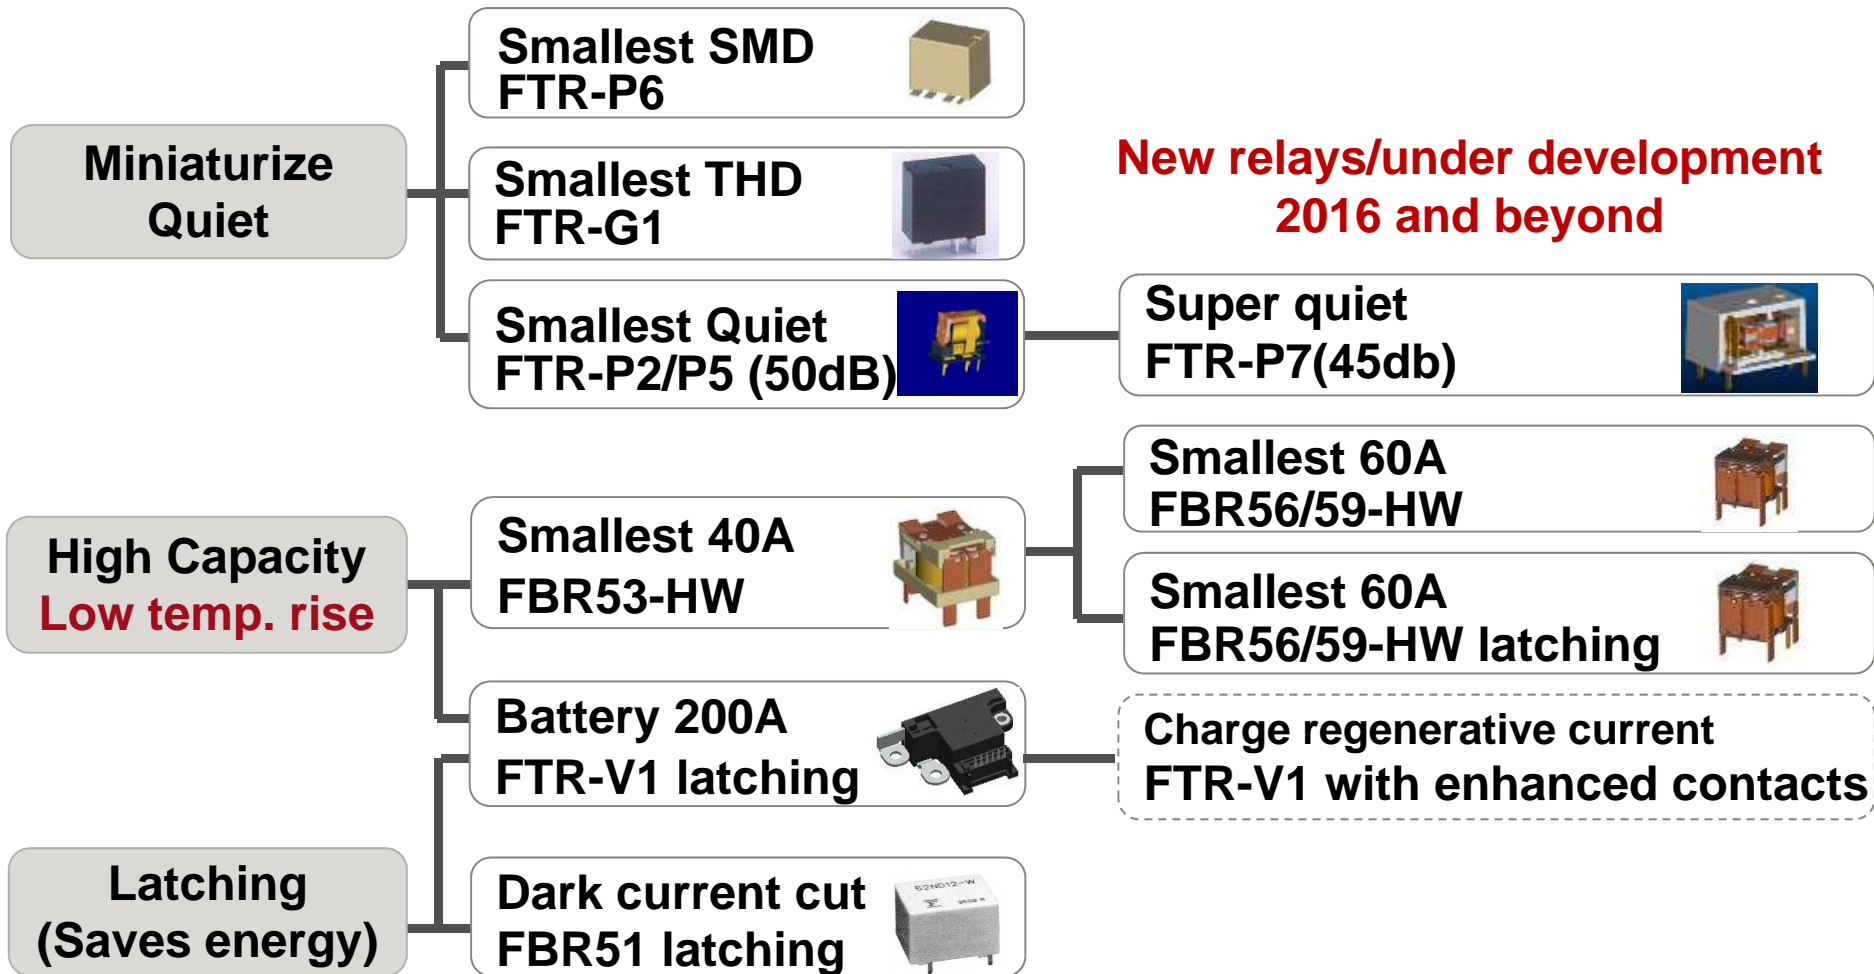 Smallest SMD
FTR-P6
Miniaturize
Quiet
Smallest THD
FTR-G1
New relays/under development
2016 and beyond
Smallest Quiet
FTR-P2/P5 (50dB)
Super quiet
FTR-P7(45db)
High Capacity
Low temp. rise
Smallest 40A
FBR53-HW
Smallest 60A
FBR56/59-HW
Smallest 60A
FBR56/59-HW latching
Battery 200A
FTR-V1 latching
Charge regenerative current
FTR-V1 with enhanced contacts
Latching
(Saves energy)
Dark current cut
FBR51 latching
52ND12-W